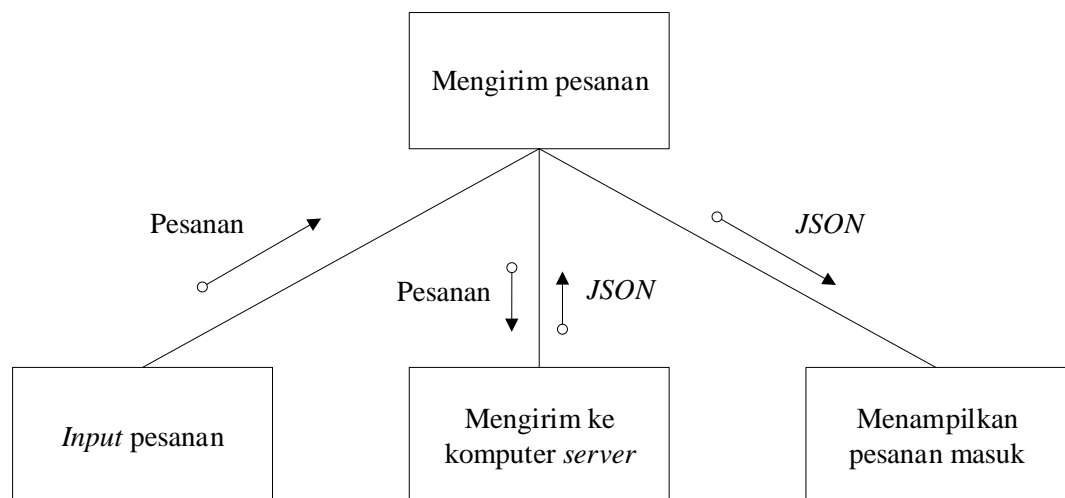 Mengirim pesanan
Pesanan
JSON
Pesanan
JSON
Input pesanan
Mengirim ke
komputer server
Menampilkan
pesanan masuk